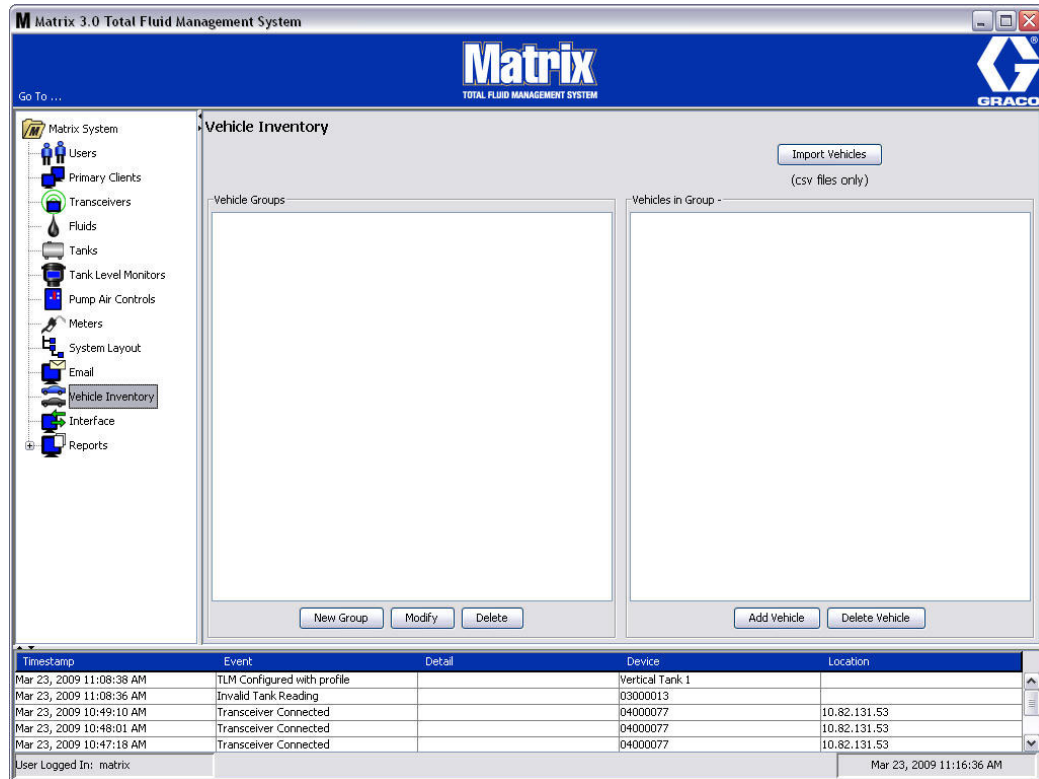 M Matrix 3.0 Total Fluid Management System
Matrix
TOTAL FLUID MANAGEMENT SYSTEM
Go To ...
G®
GRACO
Matrix System
Users
Primary Clients
Transceivers
Fluids
Tanks
Tank Level Monitors
Pump Air Controls
Meters
System Layout
Email
Vehicle Inventory
Interface
Reports
Vehicle Inventory
Import Vehicles
(csv files only)
Vehicle Groups
Vehicles in Group -
New Group Modify Delete
Add Vehicle Delete Vehicle
Timestamp Event Detail Device Location
Mar 23, 2009 11:08:38 AM TLM Configured with profile Vertical Tank 1
Mar 23, 2009 11:08:36 AM Invalid Tank Reading 03000013
Mar 23, 2009 10:49:10 AM Transceiver Connected 04000077 10.82.131.53
Mar 23, 2009 10:48:01 AM Transceiver Connected 04000077 10.82.131.53
Mar 23, 2009 10:47:18 AM Transceiver Connected 04000077 10.82.131.53
User Logged In: matrix Mar 23, 2009 11:16:36 AM